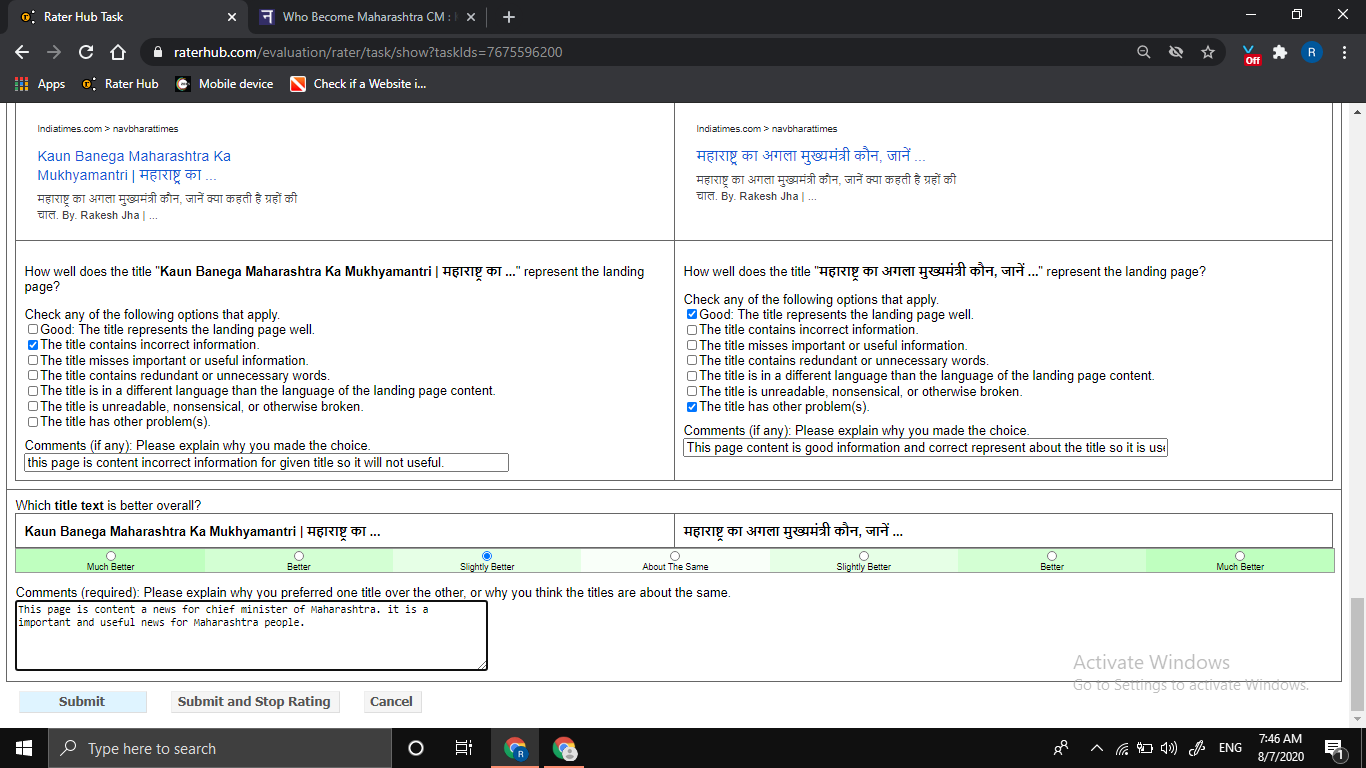 Rater Hub Task
Who Become Maharashtra CM :
raterhub.com/evaluation/rater/task/show?taskIds=7675596200
Off
R
Apps
Rater Hub
Mobile device
Check if a Website i...
Indiatimes.com > navbharattimes
Kaun Banega Maharashtra Ka
Mukhyamantri | महाराष्ट्र का ...
महाराष्ट्र का अगला मुख्यमंत्री कौन, जानें क्या कहती है ग्रहों की
चाल. By. Rakesh Jha | ...
Indiatimes.com > navbharattimes
महाराष्ट्र का अगला मुख्यमंत्री कौन, जानें ...
महाराष्ट्र का अगला मुख्यमंत्री कौन, जानें क्या कहती है ग्रहों की
चाल. By. Rakesh Jha | ...
How well does the title "Kaun Banega Maharashtra Ka Mukhyamantri | महाराष्ट्र का ..." represent the landing
page?
Check any of the following options that apply.
Good: The title represents the landing page well.
The title contains incorrect information.
The title misses important or useful information.
The title contains redundant or unnecessary words.
The title is in a different language than the language of the landing page content.
The title is unreadable, nonsensical, or otherwise broken.
The title has other problem(s).
Comments (if any): Please explain why you made the choice.
this page is content incorrect information for given title so it will not useful.
How well does the title "महाराष्ट्र का अगला मुख्यमंत्री कौन, जानें ..." represent the landing page?
Check any of the following options that apply.
Good: The title represents the landing page well.
The title contains incorrect information.
The title misses important or useful information.
The title contains redundant or unnecessary words.
The title is in a different language than the language of the landing page content.
The title is unreadable, nonsensical, or otherwise broken.
The title has other problem(s).
Comments (if any): Please explain why you made the choice.
This page content is good information and correct represent about the title so it is
Which title text is better overall?
Kaun Banega Maharashtra Ka Mukhyamantri | महाराष्ट्र का ...
महाराष्ट्र का अगला मुख्यमंत्री कौन, जानें ...
Much Better
Better
Slightly Better
About The Same
Slightly Better
Better
Much Better
Comments (required): Please explain why you preferred one title over the other, or why you think the titles are about the same.
This page is content a news for chief minister of Maharashtra. it is a
important and useful news for Maharashtra people.
Activate Windows
Go to Settings to activate Windows.
Submit
Submit and Stop Rating
Cancel
Type here to search
ENG
7:46 AM
8/7/2020
1